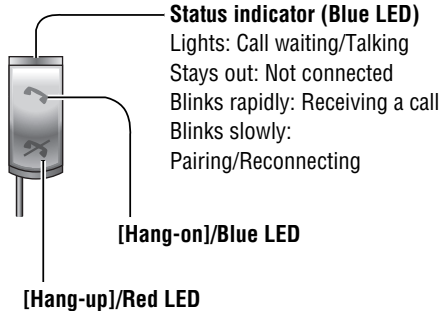 Status indicator (Blue LED)
Lights: Call waiting/Talking
Stays out: Not connected
Blinks rapidly: Receiving a call
Blinks slowly:
Pairing/Reconnecting
[Hang-on]/Blue LED
[Hang-up]/Red LED